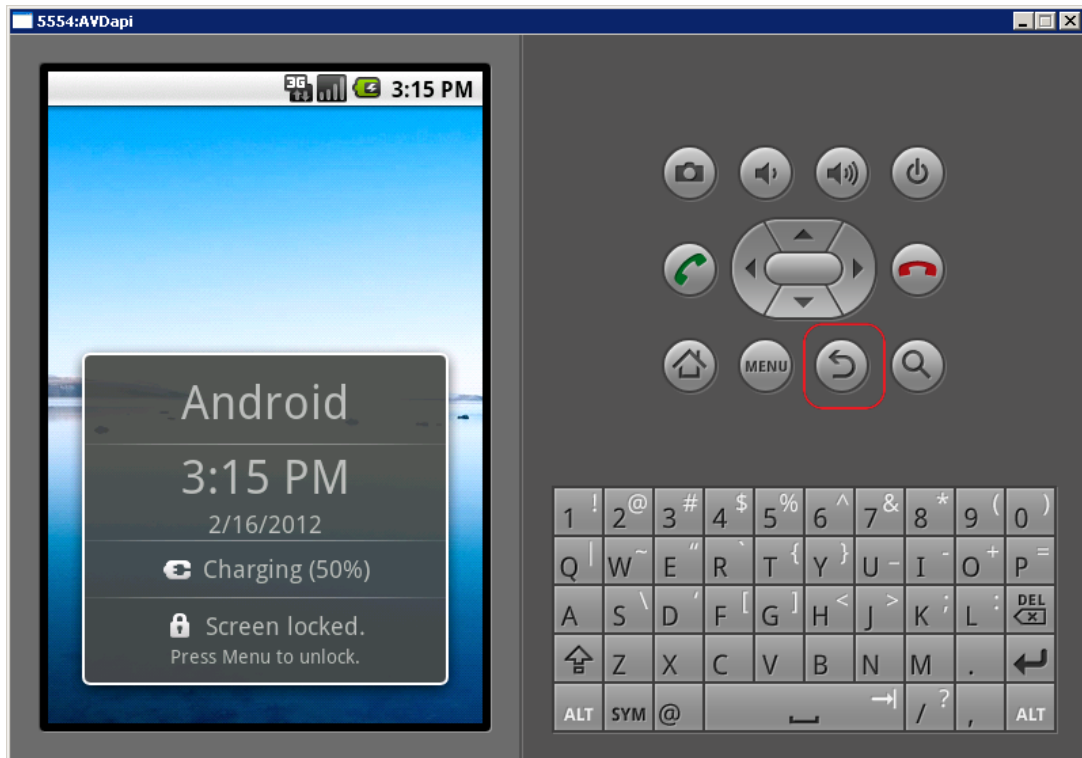 5554:AVDapi
3G
3:15 PM
Android
3:15 PM
2/16/2012
Charging (50%)
Screen locked.
Press Menu to unlock.
MENU
1 ! 2 @ 3 # 4 $ 5 % 6 ^ 7 & 8 * 9 ( 0 )
Q | W ~ E " R ` T { Y } U _ I - O + P =
A S \ D ' F [ G ] H < J > K ; L : DEL
Z X C V B N M .
ALT SYM @ / ? , ALT